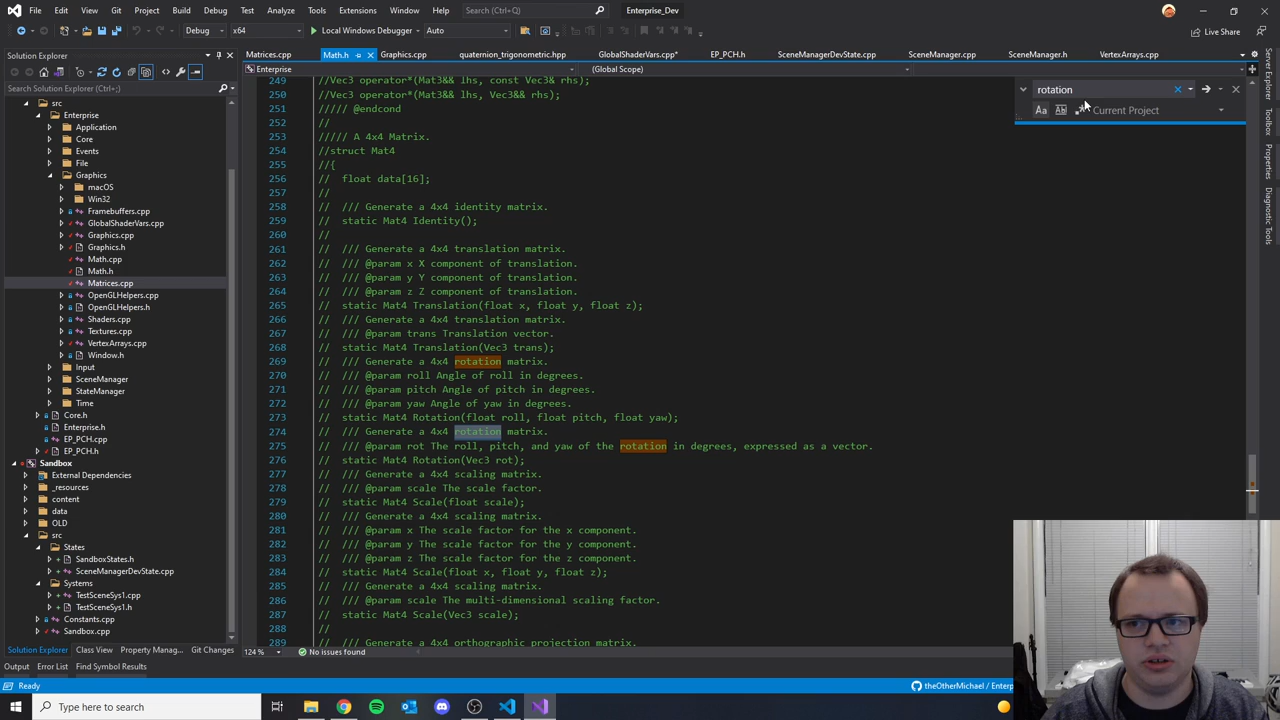 File Edit View Git Project Build Debug Test Analyze Tools Extensions Window Help Search (Ctrl+Q) Enterprise_Dev
Debug x64 Local Windows Debugger Auto Live Share
Solution Explorer
Matrices.cpp Math.h Graphics.cpp quaternion_trigonometric.hpp GlobalShaderVars.cpp* EP_PCH.h SceneManagerDevState.cpp SceneManager.cpp SceneManager.h VertexArrays.cpp
Enterprise (Global Scope)
Search Solution Explorer (Ctrl+;)
src
Enterprise
Application
Core
Events
File
Graphics
macOS
Win32
Framebuffers.cpp
GlobalShaderVars.cpp
Graphics.cpp
Graphics.h
Math.cpp
Math.h
Matrices.cpp
OpenGLHelpers.cpp
OpenGLHelpers.h
Shaders.cpp
Textures.cpp
VertexArrays.cpp
Window.h
Input
SceneManager
StateManager
Time
Core.h
Enterprise.h
EP_PCH.cpp
EP_PCH.h
Sandbox
External Dependencies
_resources
content
data
OLD
src
States
SandboxStates.h
SceneManagerDevState.cpp
Systems
TestSceneSys1.cpp
TestSceneSys1.h
Constants.cpp
Sandbox.cpp
249 //Vec3 operator*(Mat3&& lhs, const Vec3& rhs);
250 //Vec3 operator*(Mat3&& lhs, Vec3&& rhs);
251 ///// @endcond
252 //
253 ///// A 4x4 Matrix.
254 //struct Mat4
255 //{
256 // float data[16];
257 //
258 // /// Generate a 4x4 identity matrix.
259 // static Mat4 Identity();
260 //
261 // /// Generate a 4x4 translation matrix.
262 // /// @param x X component of translation.
263 // /// @param y Y component of translation.
264 // /// @param z Z component of translation.
265 // static Mat4 Translation(float x, float y, float z);
266 // /// Generate a 4x4 translation matrix.
267 // /// @param trans Translation vector.
268 // static Mat4 Translation(Vec3 trans);
269 // /// Generate a 4x4 rotation matrix.
270 // /// @param roll Angle of roll in degrees.
271 // /// @param pitch Angle of pitch in degrees.
272 // /// @param yaw Angle of yaw in degrees.
273 // static Mat4 Rotation(float roll, float pitch, float yaw);
274 // /// Generate a 4x4 rotation matrix.
275 // /// @param rot The roll, pitch, and yaw of the rotation in degrees, expressed as a vector.
276 // static Mat4 Rotation(Vec3 rot);
277 // /// Generate a 4x4 scaling matrix.
278 // /// @param scale The scale factor.
279 // static Mat4 Scale(float scale);
280 // /// Generate a 4x4 scaling matrix.
281 // /// @param x The scale factor for the x component.
282 // /// @param y The scale factor for the y component.
283 // /// @param z The scale factor for the z component.
284 // static Mat4 Scale(float x, float y, float z);
285 // /// Generate a 4x4 scaling matrix.
286 // /// @param scale The multi-dimensional scaling factor.
287 // static Mat4 Scale(Vec3 scale);
288 //
289 // /// Generate a 4x4 orthographic projection matrix.
rotation
Aa Ab Current Project
Server Explorer
Toolbox
Properties
Diagnostic Tools
124 % No issues found
Solution Explorer Class View Property Manag... Git Changes
Output Error List Find Symbol Results
Ready theOtherMichael / Enterp
Type here to search